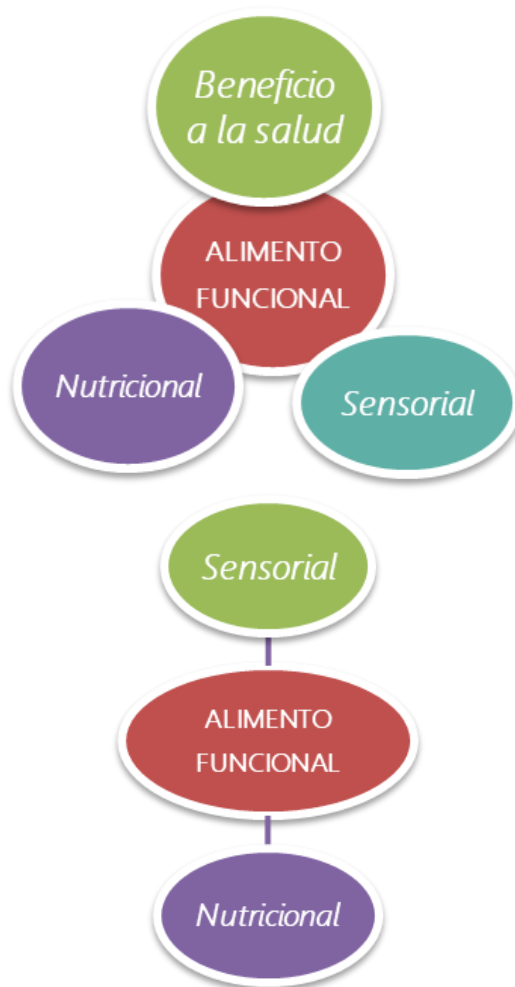 Beneficio
a la salud
ALIMENTO
FUNCIONAL
Nutricional
Sensorial
Sensorial
ALIMENTO
FUNCIONAL
Nutricional